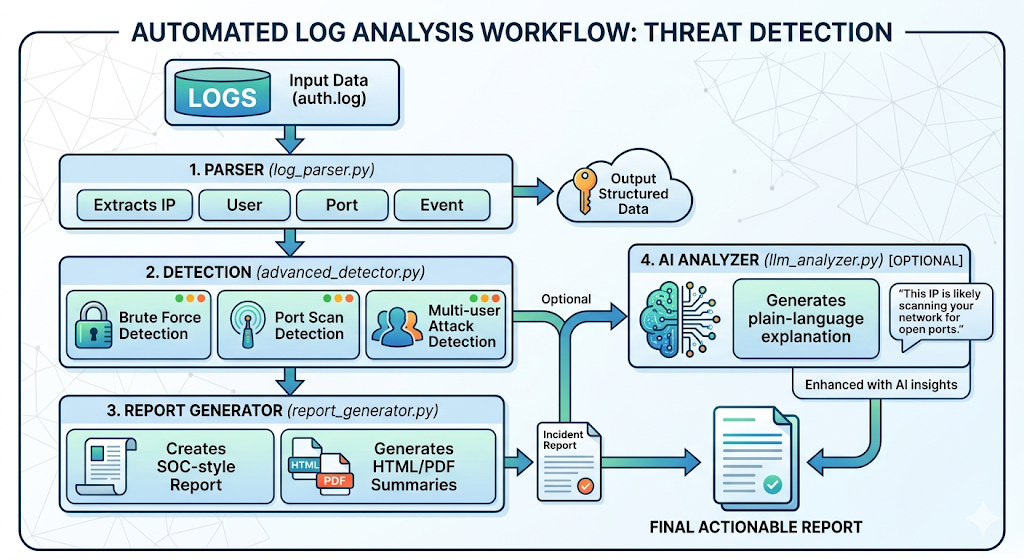 AUTOMATED LOG ANALYSIS WORKFLOW: THREAT DETECTION
LOGS
Input Data
(auth.log)
1. PARSER (log_parser.py)
Extracts IP
User
Port
Event
Output
Structured
Data
2. DETECTION (advanced_detector.py)
Brute Force
Detection
Port Scan
Detection
Multi-user
Attack
Detection
Optional
4. AI ANALYZER (llm_analyzer.py) [OPTIONAL]
Generates
plain-language
explanation
"This IP is likely
scanning your
network for
open ports."
Enhanced with AI insights
3. REPORT GENERATOR (report_generator.py)
Creates
SOC-style
Report
HTML
PDF
Generates
HTML/PDF
Summaries
Incident
Report
FINAL ACTIONABLE REPORT